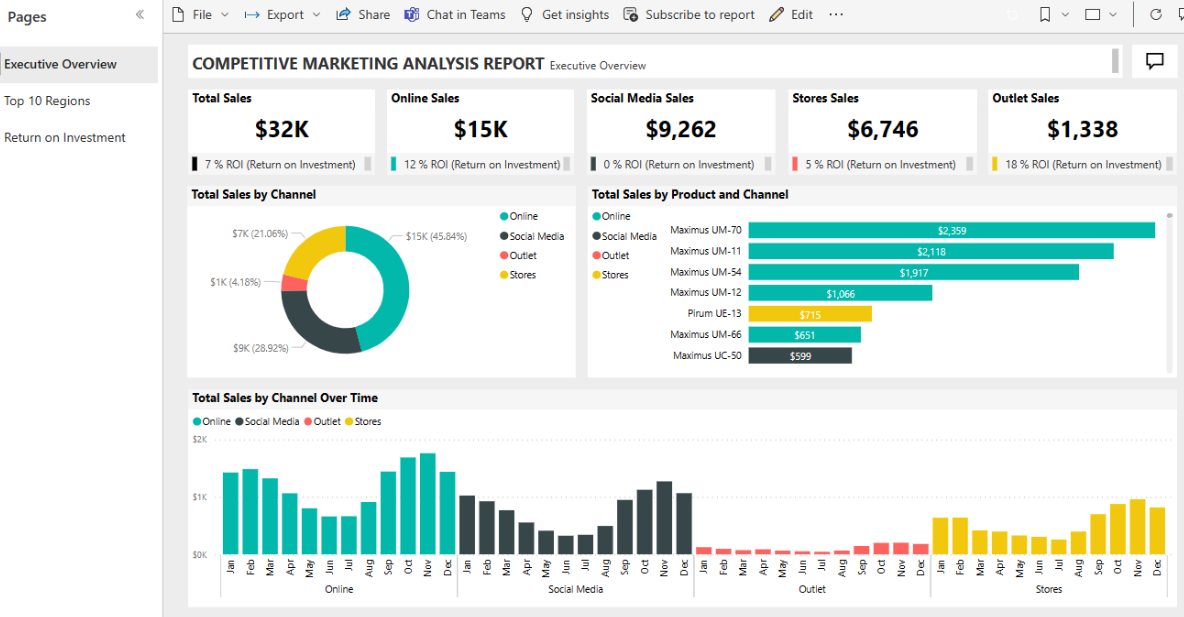 Pages
Executive Overview
Top 10 Regions
Return on Investment
File Export Share Chat in Teams Get insights Subscribe to report Edit ...
COMPETITIVE MARKETING ANALYSIS REPORT Executive Overview
Total Sales
$32K
7 % ROI (Return on Investment)
Online Sales
$15K
12 % ROI (Return on Investment)
Social Media Sales
$9,262
0 % ROI (Return on Investment)
Stores Sales
$6,746
5 % ROI (Return on Investment)
Outlet Sales
$1,338
18 % ROI (Return on Investment)
Total Sales by Channel
$7K (21.06%)
$15K (45.84%)
$1K (4.18%)
$9K (28.92%)
Online
Social Media
Outlet
Stores
Total Sales by Product and Channel
Online
Social Media
Outlet
Stores
Maximus UM-70 $2,359
Maximus UM-11 $2,118
Maximus UM-54 $1,917
Maximus UM-12 $1,066
Pirum UE-13 $715
Maximus UM-66 $651
Maximus UC-50 $599
Total Sales by Channel Over Time
Online Social Media Outlet Stores
$2K
$1K
$0K
Jan Feb Mar Apr May Jun Jul Aug Sep Oct Nov Dec Jan Feb Mar Apr May Jun Jul Aug Sep Oct Nov Dec Jan Feb Mar Apr May Jun Jul Aug Sep Oct Nov Dec Jan Feb Mar Apr May Jun Jul Aug Sep Oct Nov Dec
Online Social Media Outlet Stores